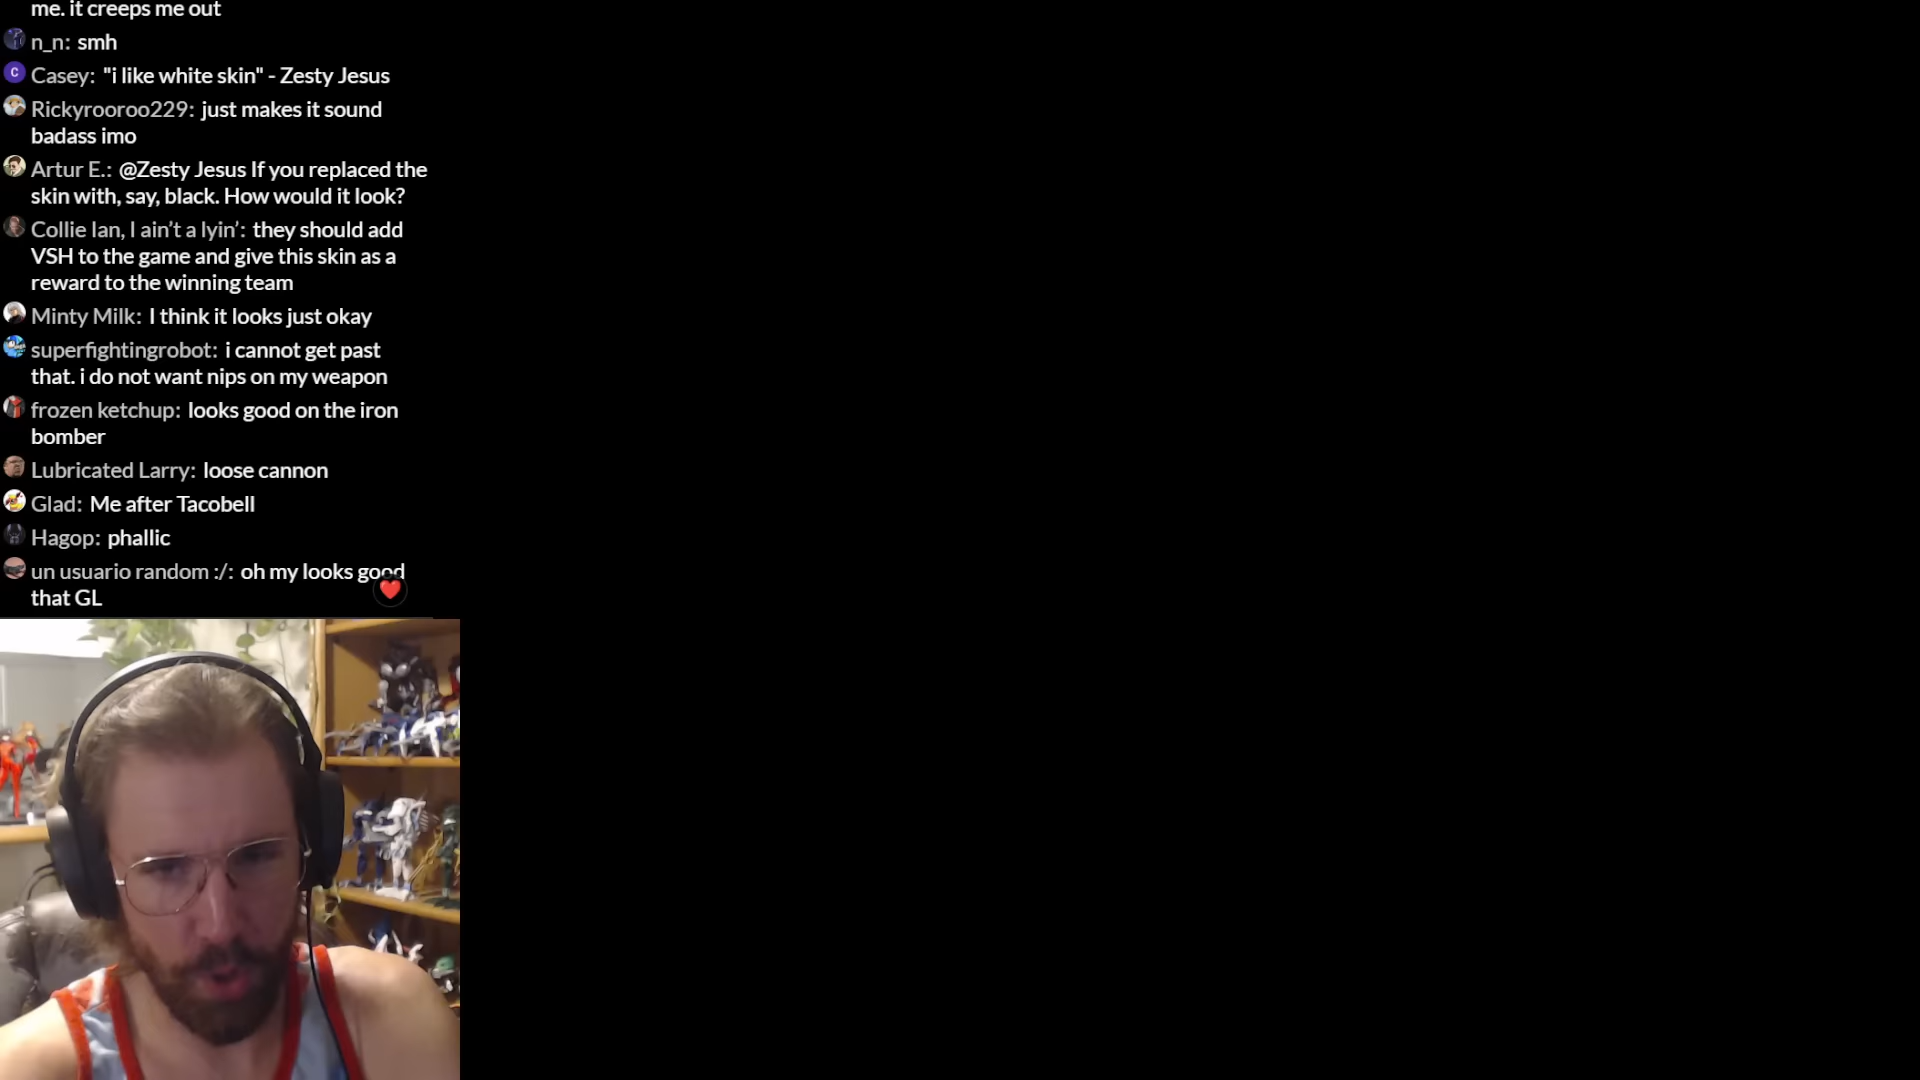 me. it creeps me out
n_n: smh
C Casey: "i like white skin" - Zesty Jesus
Rickyrooroo229: just makes it sound
badass imo
Artur E.: @Zesty Jesus If you replaced the
skin with, say, black. How would it look?
Collie Ian, I ain’t a lyin’: they should add
VSH to the game and give this skin as a
reward to the winning team
Minty Milk: I think it looks just okay
superfightingrobot: i cannot get past
that. i do not want nips on my weapon
frozen ketchup: looks good on the iron
bomber
Lubricated Larry: loose cannon
Glad: Me after Tacobell
Hagop: phallic
un usuario random :/: oh my looks good
that GL